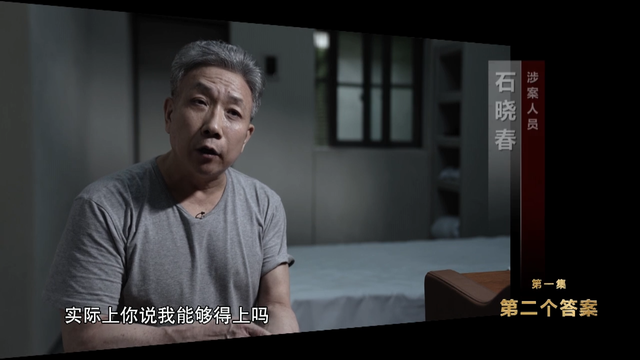 涉案人员
石晓春
实际上你说我能够得上吗
第一集
第二个答案